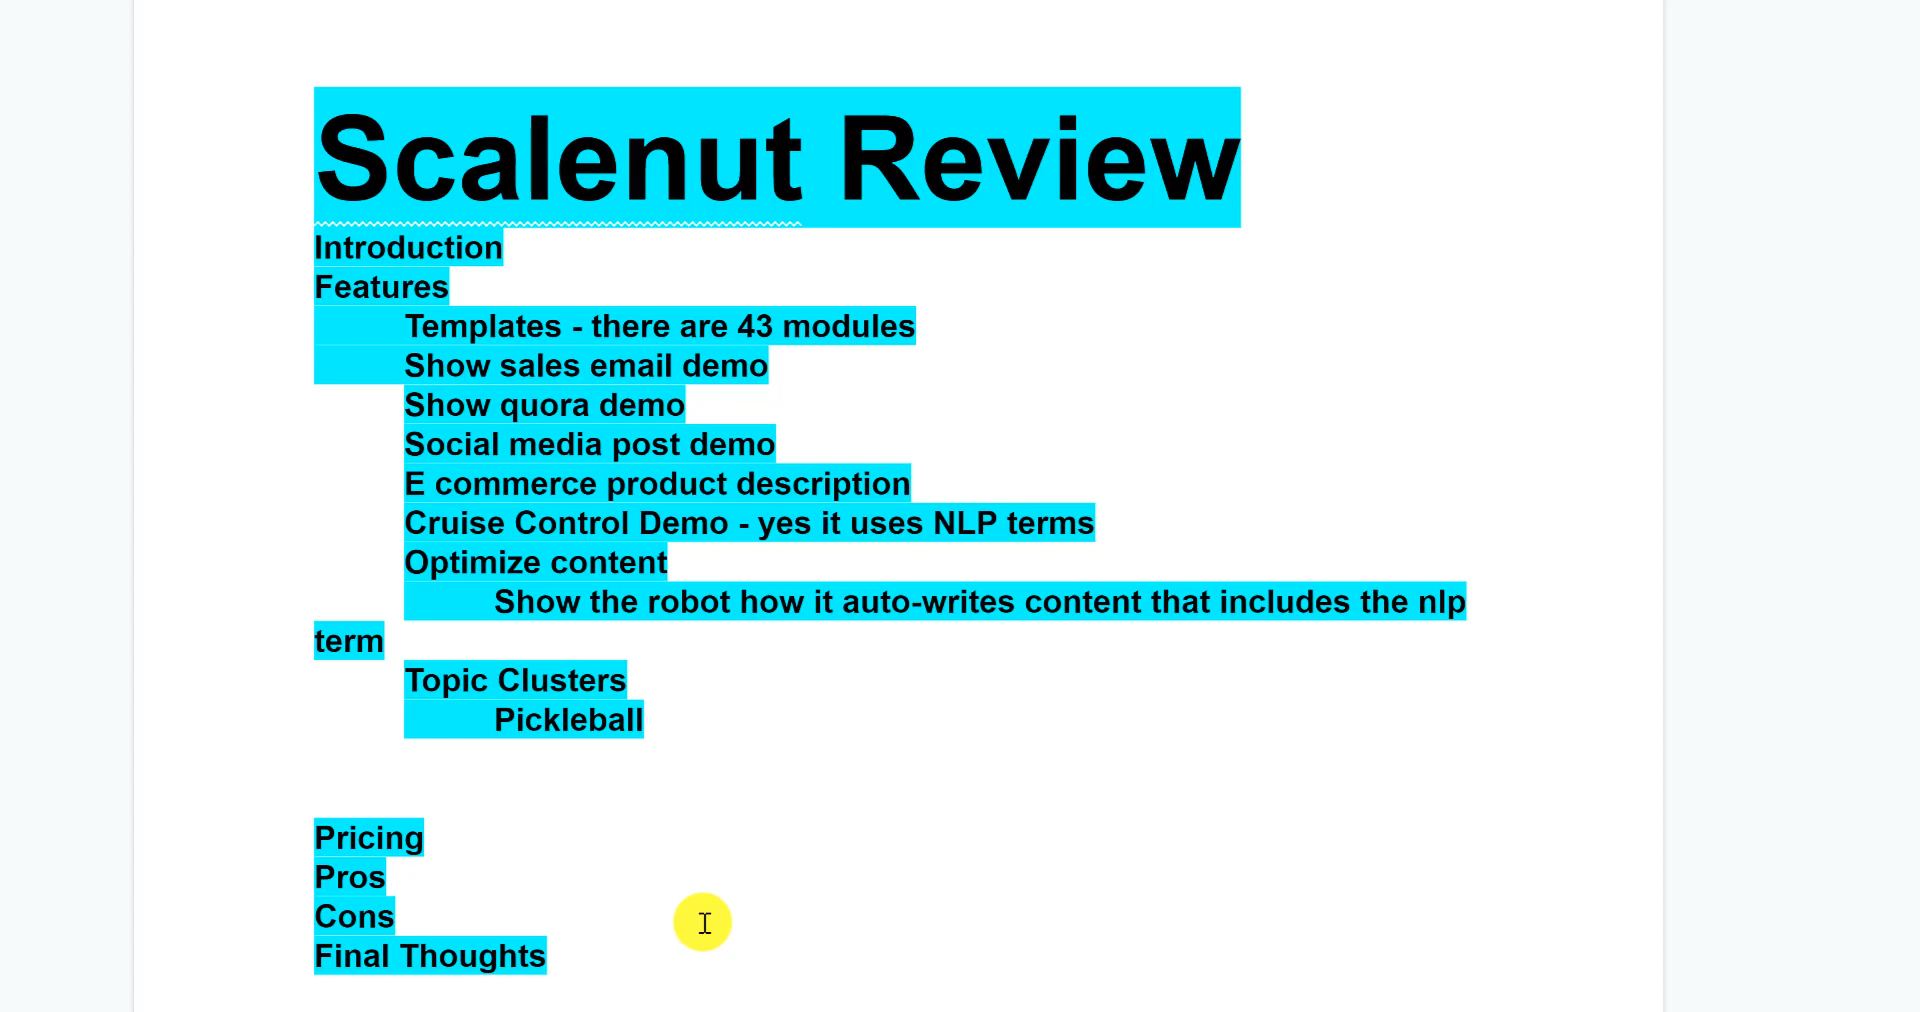 Scalenut Review
Introduction
Features
Templates - there are 43 modules
Show sales email demo
Show quora demo
Social media post demo
E commerce product description
Cruise Control Demo - yes it uses NLP terms
Optimize content
Show the robot how it auto-writes content that includes the nlp
term
Topic Clusters
Pickleball
Pricing
Pros
Cons
Final Thoughts